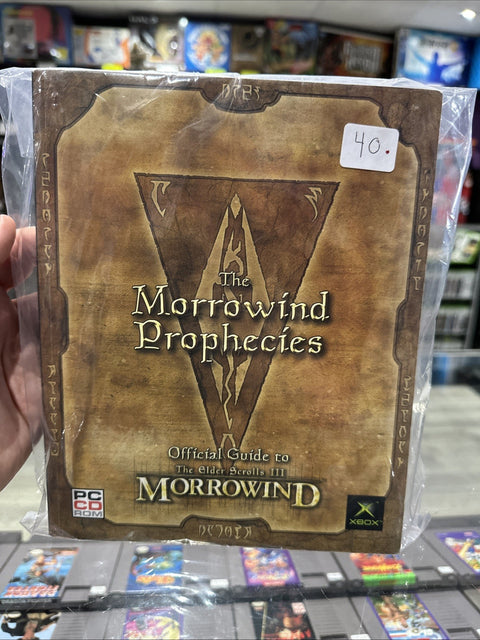 40.
The
Morrowind
Prophecies
Official Guide to
The Elder Scrolls III
MORROWIND
PC
CD
ROM
XBOX